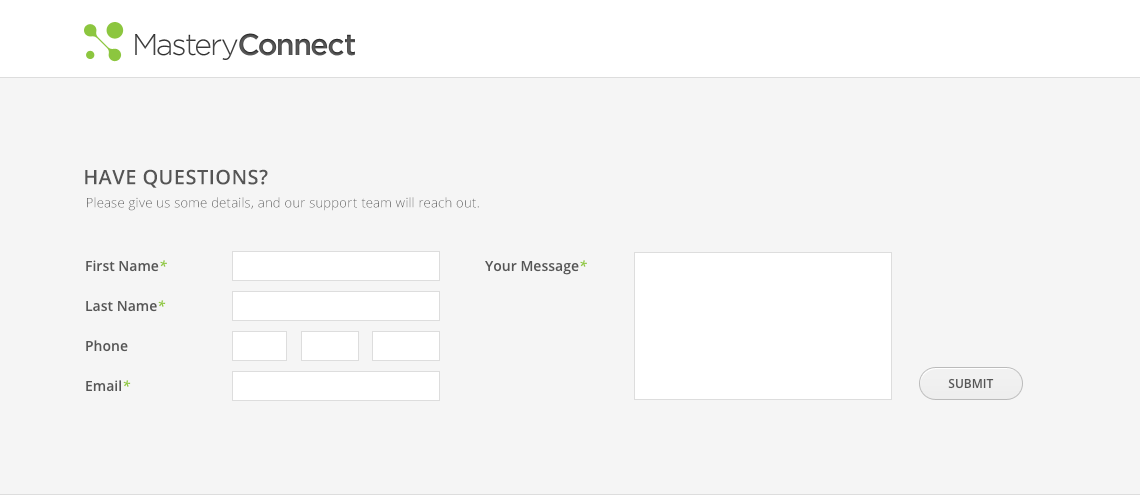 MasteryConnect
HAVE QUESTIONS?
Please give us some details, and our support team will reach out.
First Name*
Last Name*
Phone
Email*
Your Message*
SUBMIT